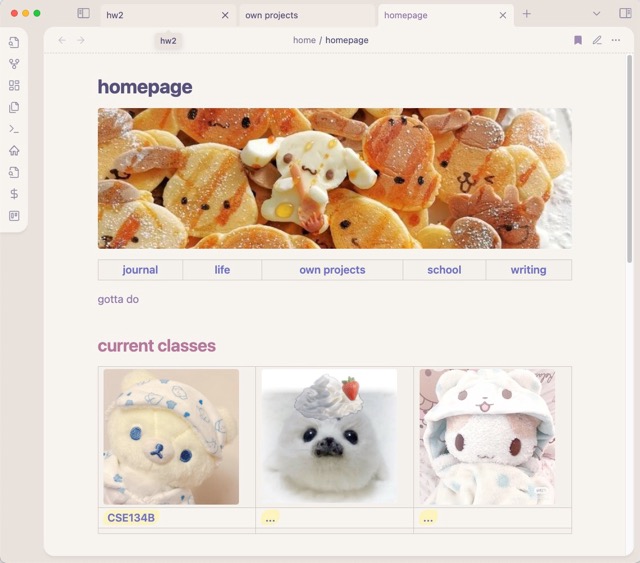 hw2
own projects
homepage
hw2
home / homepage
homepage
journal life own projects school writing
gotta do
current classes
CSE134B ... ...